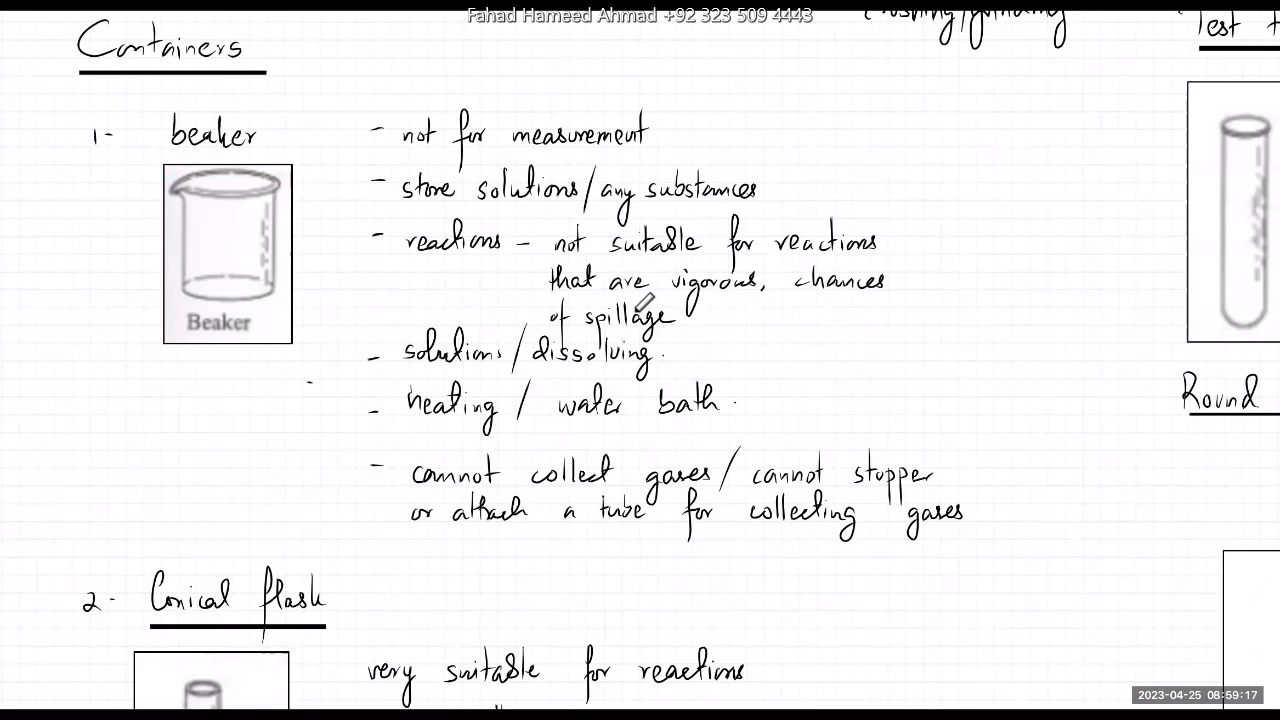 Fahad Hameed Ahmad +92 323 509 4443
Containers
crushing/grinding
Test
1- beaker
Beaker
- not for measurement
- store solutions/any substances
- reactions - not suitable for reactions
that are vigorous, chances
of spillage
- solutions/dissolving.
- heating / water bath.
- cannot collect gases/cannot stopper
or attach a tube for collecting gases
Round
2- Conical flask
very suitable for reactions
2023-04-25 08:59:17